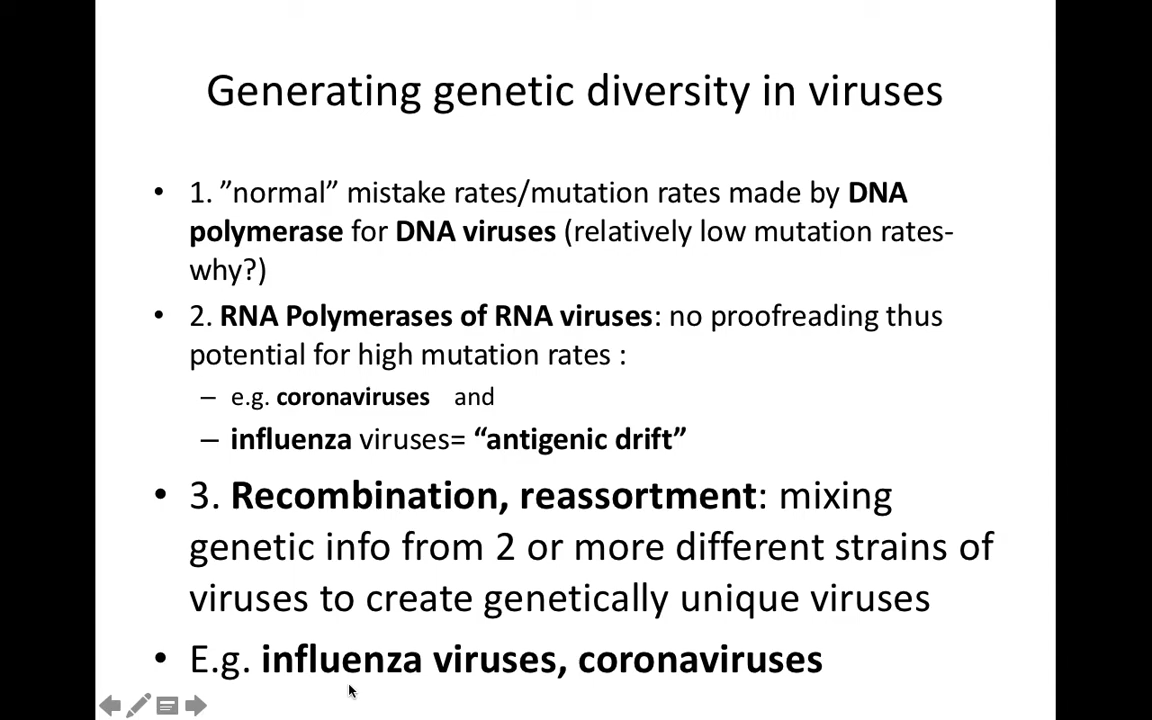 Generating genetic diversity in viruses
• 1. ”normal” mistake rates/mutation rates made by DNA
polymerase for DNA viruses (relatively low mutation rates-
why?)
• 2. RNA Polymerases of RNA viruses: no proofreading thus
potential for high mutation rates :
– e.g. coronaviruses and
– influenza viruses= “antigenic drift”
• 3. Recombination, reassortment: mixing
genetic info from 2 or more different strains of
viruses to create genetically unique viruses
• E.g. influenza viruses, coronaviruses